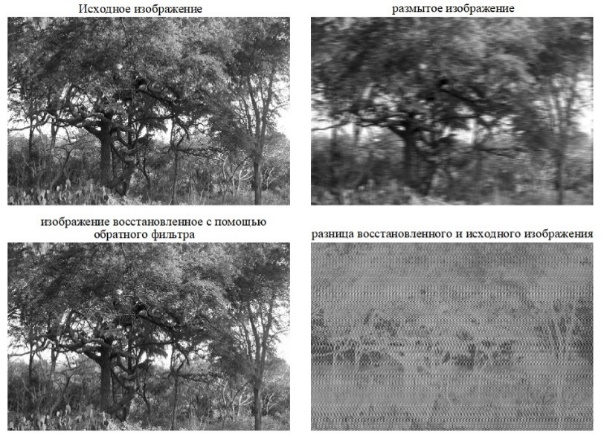 Исходное изображение
размытое изображение
изображение восстановленное с помощью
обратного фильтра
разница восстановленного и исходного изображения